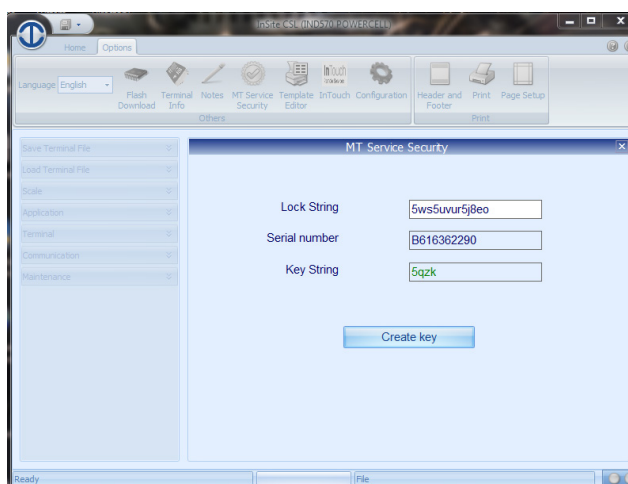 InSite CSL (IND570 POWERCELL)
Home Options
Language English
Flash Download
Terminal Info
Notes
MT Service Security
Template Editor
InTouch
Configuration
Others
Header and Footer
Print
Page Setup
Print
Save Terminal File
Load Terminal File
Scale
Application
Terminal
Communication
Maintenance
MT Service Security
Lock String 5ws5uvur5j8eo
Serial number B616362290
Key String 5qzk
Create key
Ready File